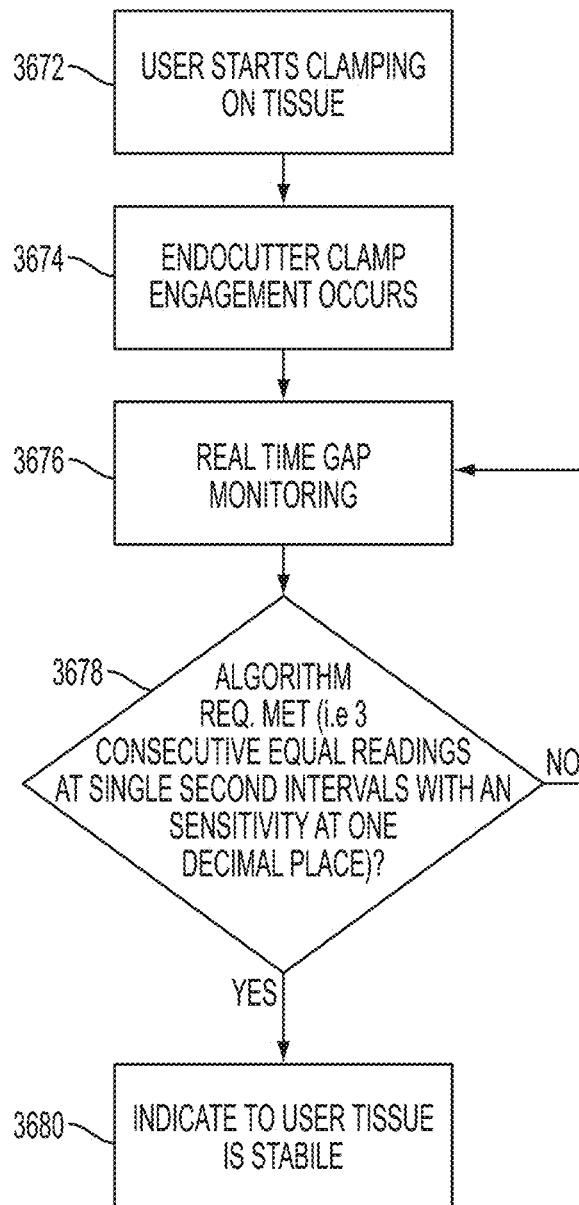 3672
USER STARTS CLAMPING
ON TISSUE
3674
ENDOCUTTER CLAMP
ENGAGEMENT OCCURS
3676
REAL TIME GAP
MONITORING
3678
ALGORITHM
REQ. MET (i.e 3
CONSECUTIVE EQUAL READINGS
AT SINGLE SECOND INTERVALS WITH AN
SENSITIVITY AT ONE
DECIMAL PLACE)?
NO
YES
3680
INDICATE TO USER TISSUE
IS STABILE